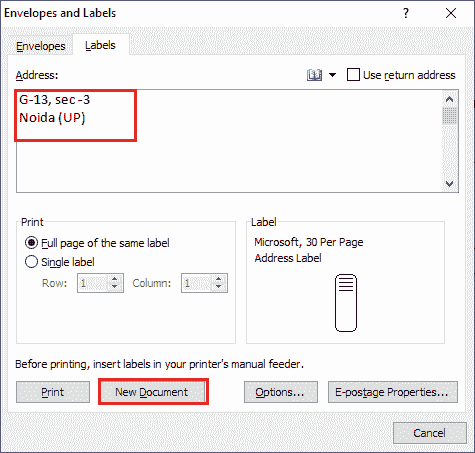 Envelopes and Labels
Envelopes Labels
Address: Use return address
G-13, sec -3
Noida (UP)
Print Label
Full page of the same label Microsoft, 30 Per Page
Single label Address Label
Row: 1 Column: 1
Before printing, insert labels in your printer's manual feeder.
Print New Document Options... E-postage Properties...
Cancel